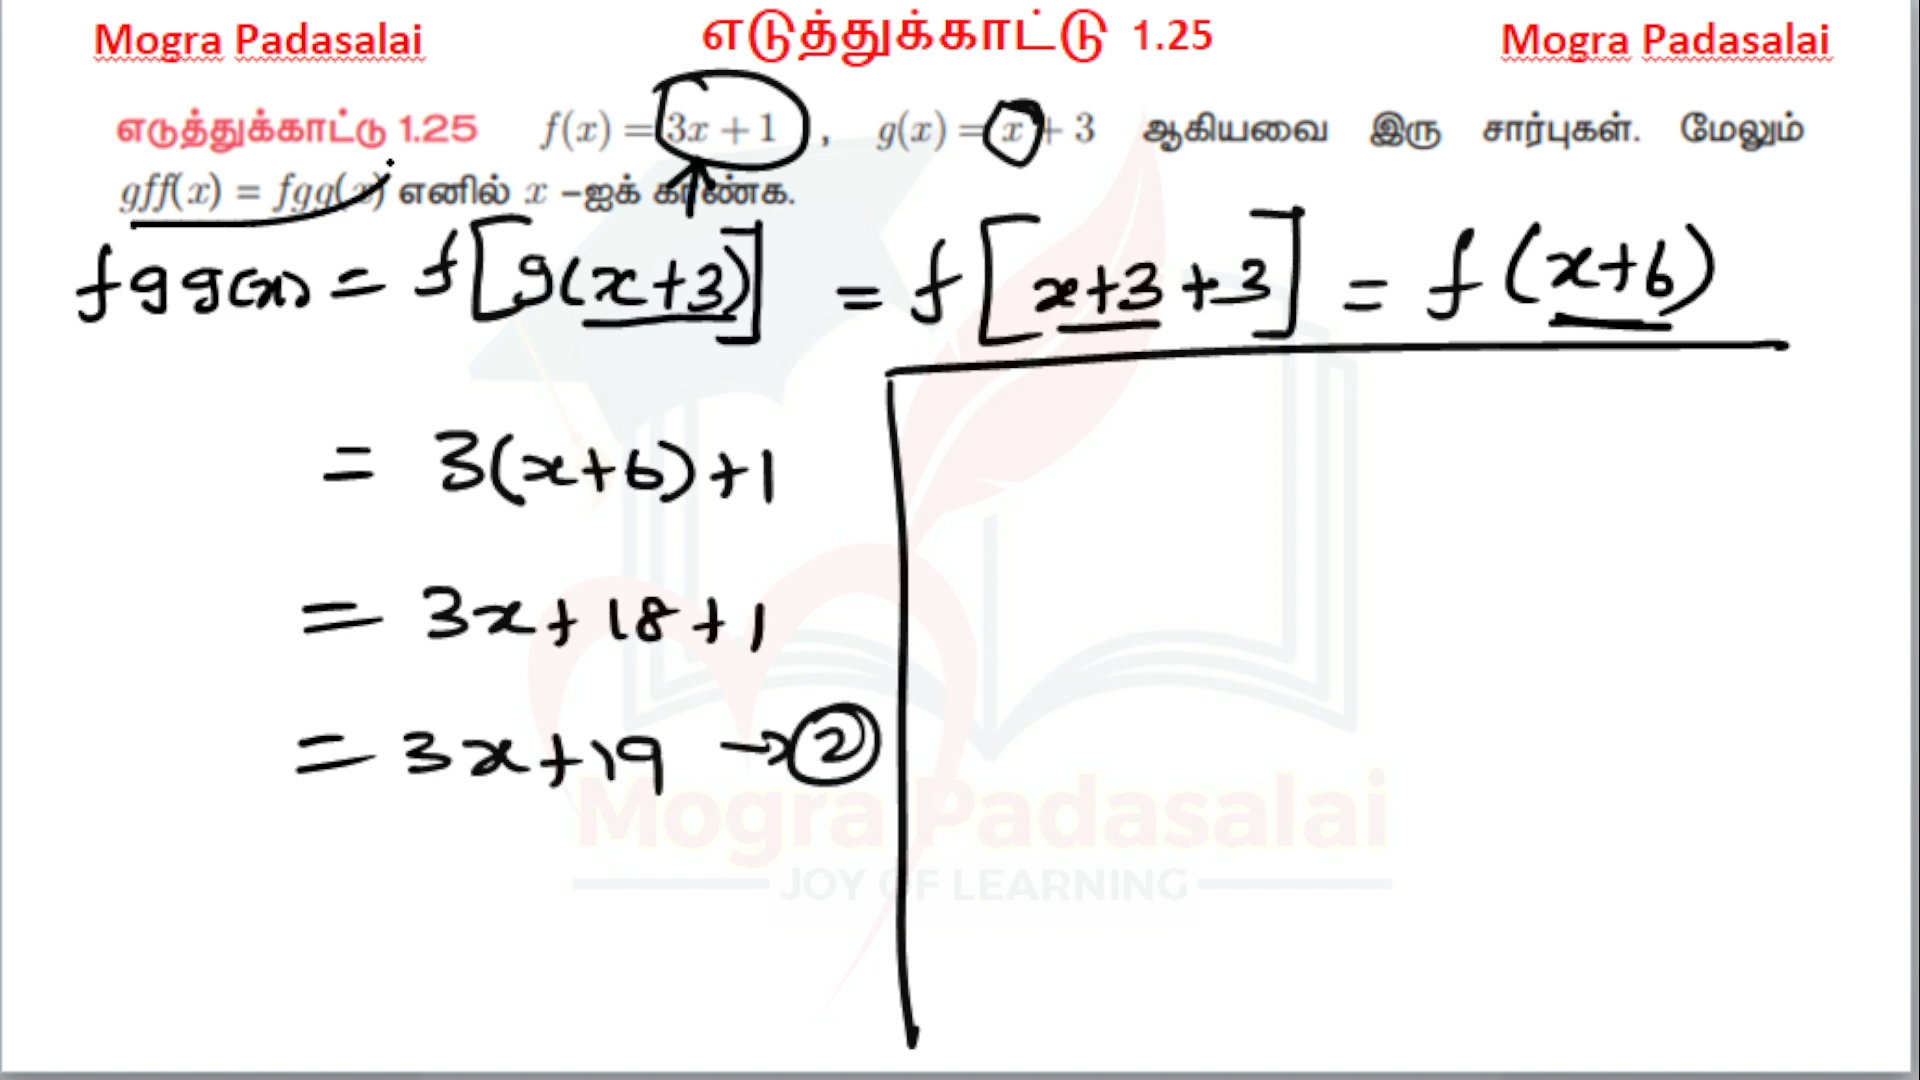 Mogra Padasalai எடுத்துக்காட்டு 1.25 Mogra Padasalai
எடுத்துக்காட்டு 1.25 f(x) = 3x + 1 , g(x) = x + 3 ஆகியவை இரு சார்புகள். மேலும்
gff(x) = fgg(x) எனில் x –ஐக் காண்க.
fgg(x) = f[g(x+3)] = f[x+3+3] = f(x+6)
= 3(x+6)+1
= 3x+18+1
= 3x+19 → ②
Mogra Padasalai
JOY OF LEARNING